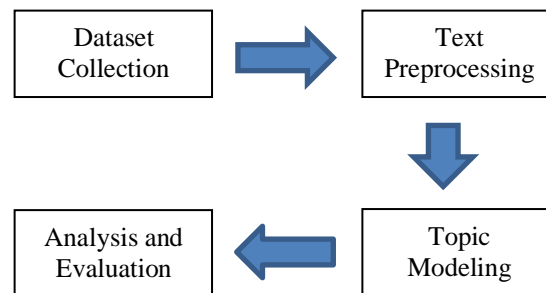 Dataset
Collection
Text
Preprocessing
Topic
Modeling
Analysis and
Evaluation